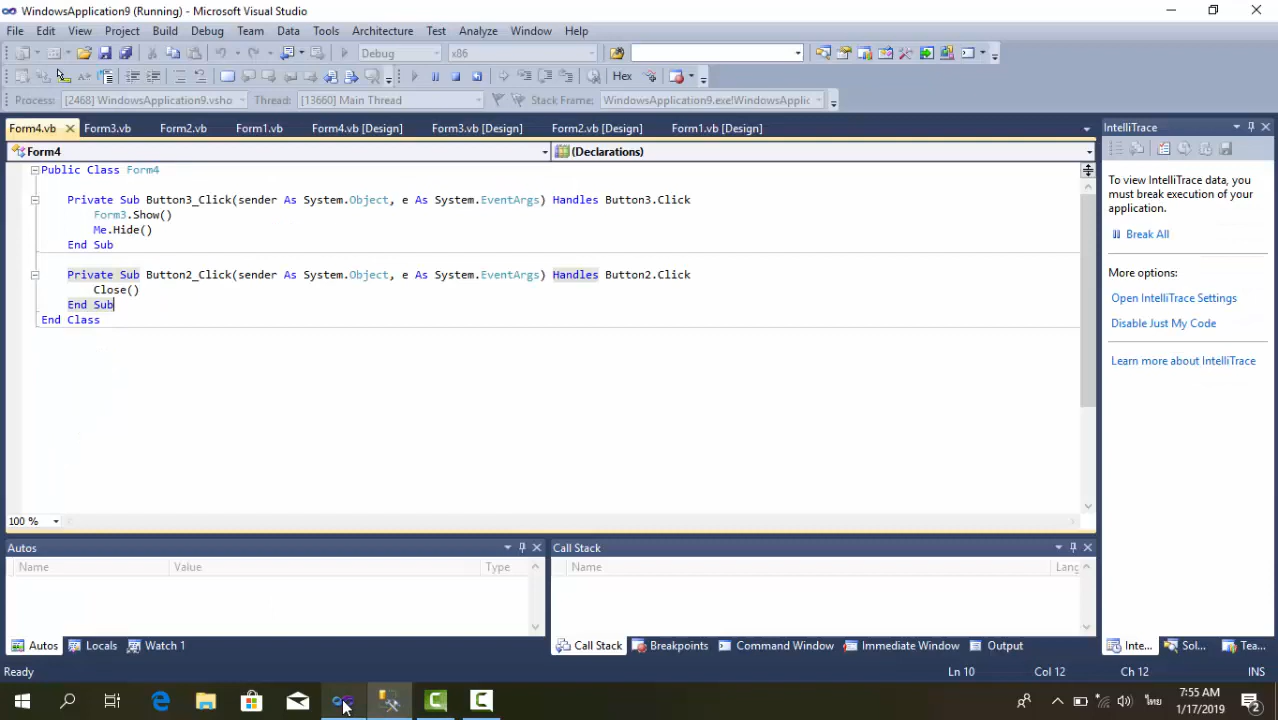 WindowsApplication9 (Running) - Microsoft Visual Studio
File Edit View Project Build Debug Team Data Tools Architecture Test Analyze Window Help
Debug x86
Hex
Process: [2468] WindowsApplication9.vsho Thread: [13660] Main Thread Stack Frame: WindowsApplication9.exe!WindowsApplic
Form4.vb Form3.vb Form2.vb Form1.vb Form4.vb [Design] Form3.vb [Design] Form2.vb [Design] Form1.vb [Design]
Form4 (Declarations)
Public Class Form4
Private Sub Button3_Click(sender As System.Object, e As System.EventArgs) Handles Button3.Click
Form3.Show()
Me.Hide()
End Sub
Private Sub Button2_Click(sender As System.Object, e As System.EventArgs) Handles Button2.Click
Close()
End Sub
End Class
100 %
IntelliTrace
To view IntelliTrace data, you
must break execution of your
application.
Break All
More options:
Open IntelliTrace Settings
Disable Just My Code
Learn more about IntelliTrace
Autos
Name Value Type
Call Stack
Name Lang
Autos Locals Watch 1
Call Stack Breakpoints Command Window Immediate Window Output
Inte... Sol... Tea...
Ready Ln 10 Col 12 Ch 12 INS
ไทย
7:55 AM
1/17/2019
2